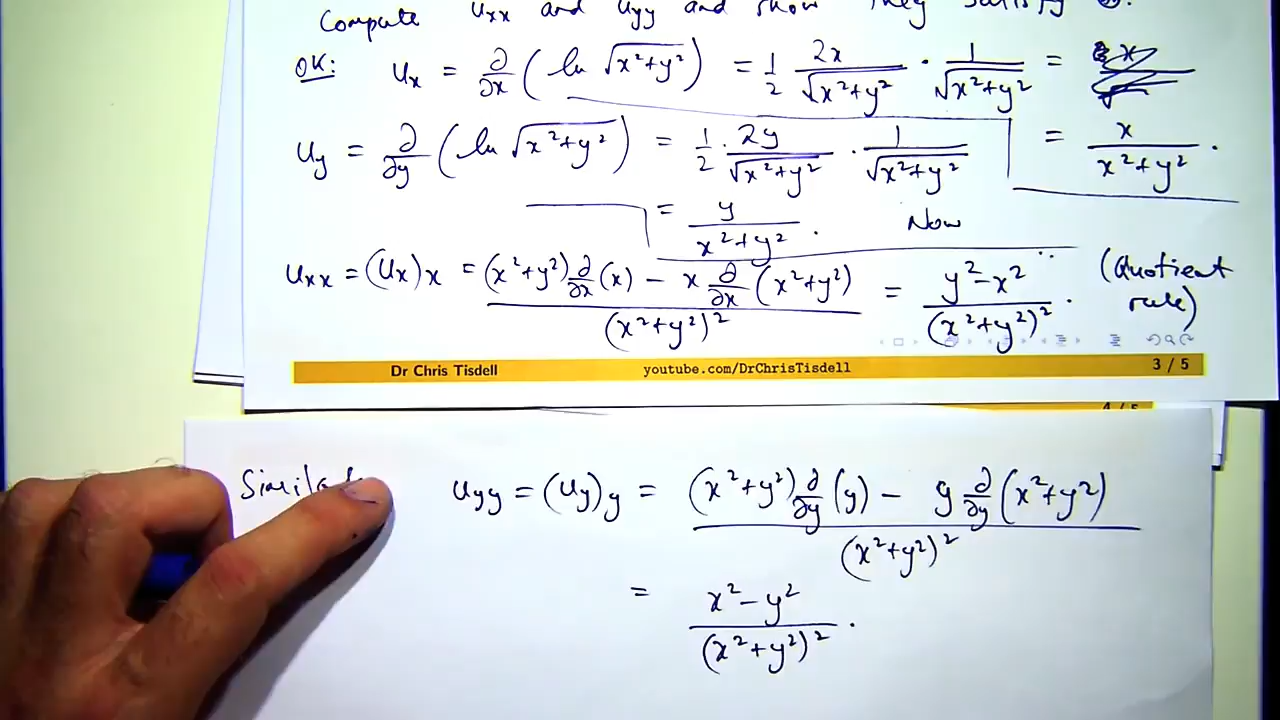 Compute uxx and uyy and show they satisfy
OK: ux = ∂/∂x (ln √(x²+y²)) = 1/2 2x/√(x²+y²) · 1/√(x²+y²) =
= x/(x²+y²) .
uy = ∂/∂y (ln √(x²+y²)) = 1/2 · 2y/√(x²+y²) · 1/√(x²+y²)
= y/(x²+y²) . Now
uxx = (ux)x = ((x²+y²) ∂/∂x (x) − x ∂/∂x (x²+y²))/(x²+y²)² = (y²−x²)/(x²+y²)² . (Quotient rule)
Dr Chris Tisdell youtube.com/DrChrisTisdell 3 / 5
4 / 5
uyy = (uy)y = ((x²+y²) ∂/∂y (y) − y ∂/∂y (x²+y²))/(x²+y²)²
= (x²−y²)/(x²+y²)² .